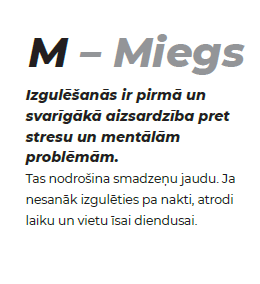 M – Miegs
Izgulēšanās ir pirmā un
svarīgākā aizsardzība pret
stresu un mentālām
problēmām.
Tas nodrošina smadzeņu jaudu. Ja
nesanāk izgulēties pa nakti, atrodi
laiku un vietu īsai diendusai.